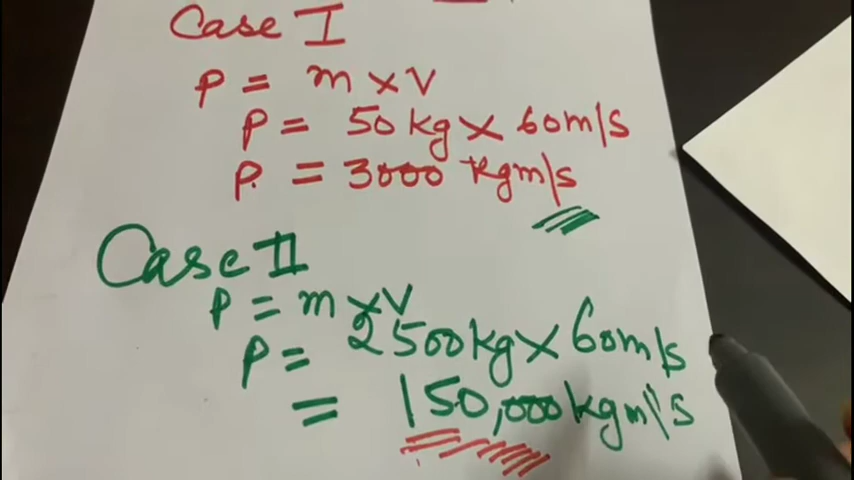 Case I
P = m × V
P = 50 kg × 60 m/s
P. = 3000 kgm/s
Case II
P = m × V
P = 2500 kg × 60 m/s
= 150,000 kgm/s